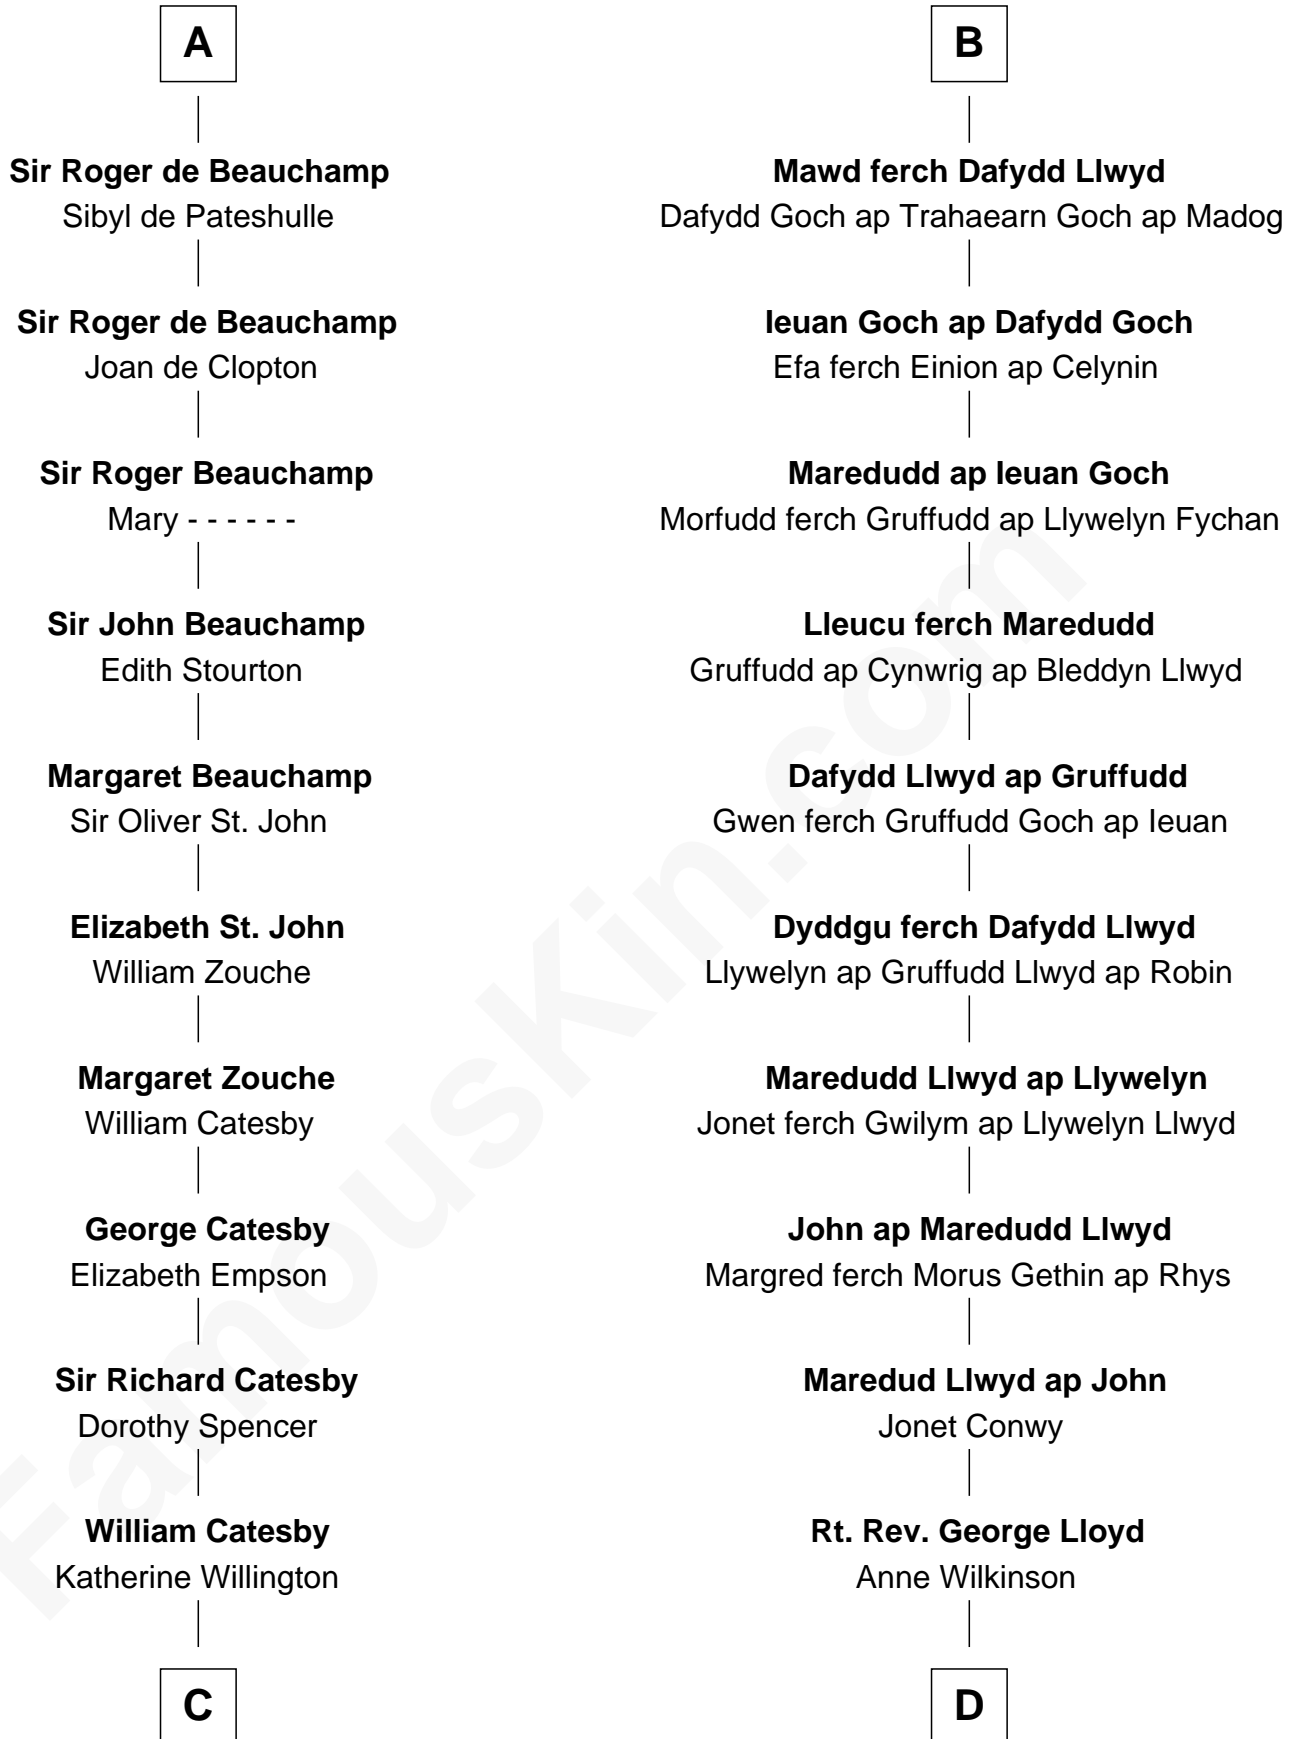 A
Sir Roger de Beauchamp
Sibyl de Pateshulle
Sir Roger de Beauchamp
Joan de Clopton
Sir Roger Beauchamp
Mary - - - - - -
Sir John Beauchamp
Edith Stourton
Margaret Beauchamp
Sir Oliver St. John
Elizabeth St. John
William Zouche
Margaret Zouche
William Catesby
George Catesby
Elizabeth Empson
Sir Richard Catesby
Dorothy Spencer
William Catesby
Katherine Willington
C
B
Mawd ferch Dafydd Llwyd
Dafydd Goch ap Trahaearn Goch ap Madog
Ieuan Goch ap Dafydd Goch
Efa ferch Einion ap Celynin
Maredudd ap Ieuan Goch
Morfudd ferch Gruffudd ap Llywelyn Fychan
Lleucu ferch Maredudd
Gruffudd ap Cynwrig ap Bleddyn Llwyd
Dafydd Llwyd ap Gruffudd
Gwen ferch Gruffudd Goch ap Ieuan
Dyddgu ferch Dafydd Llwyd
Llywelyn ap Gruffudd Llwyd ap Robin
Maredudd Llwyd ap Llywelyn
Jonet ferch Gwilym ap Llywelyn Llwyd
John ap Maredudd Llwyd
Margred ferch Morus Gethin ap Rhys
Maredud Llwyd ap John
Jonet Conwy
Rt. Rev. George Lloyd
Anne Wilkinson
D
FamousKin.com